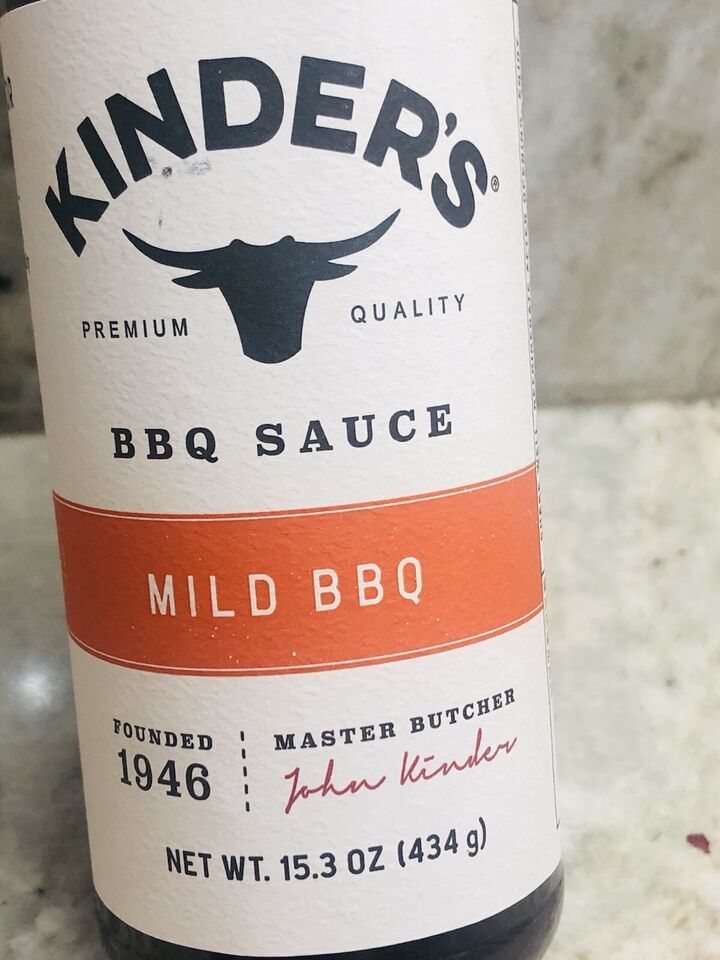 KINDER'S®
PREMIUM QUALITY
BBQ SAUCE
MILD BBQ
FOUNDED
1946
MASTER BUTCHER
John Kinder
NET WT. 15.3 OZ (434 g)